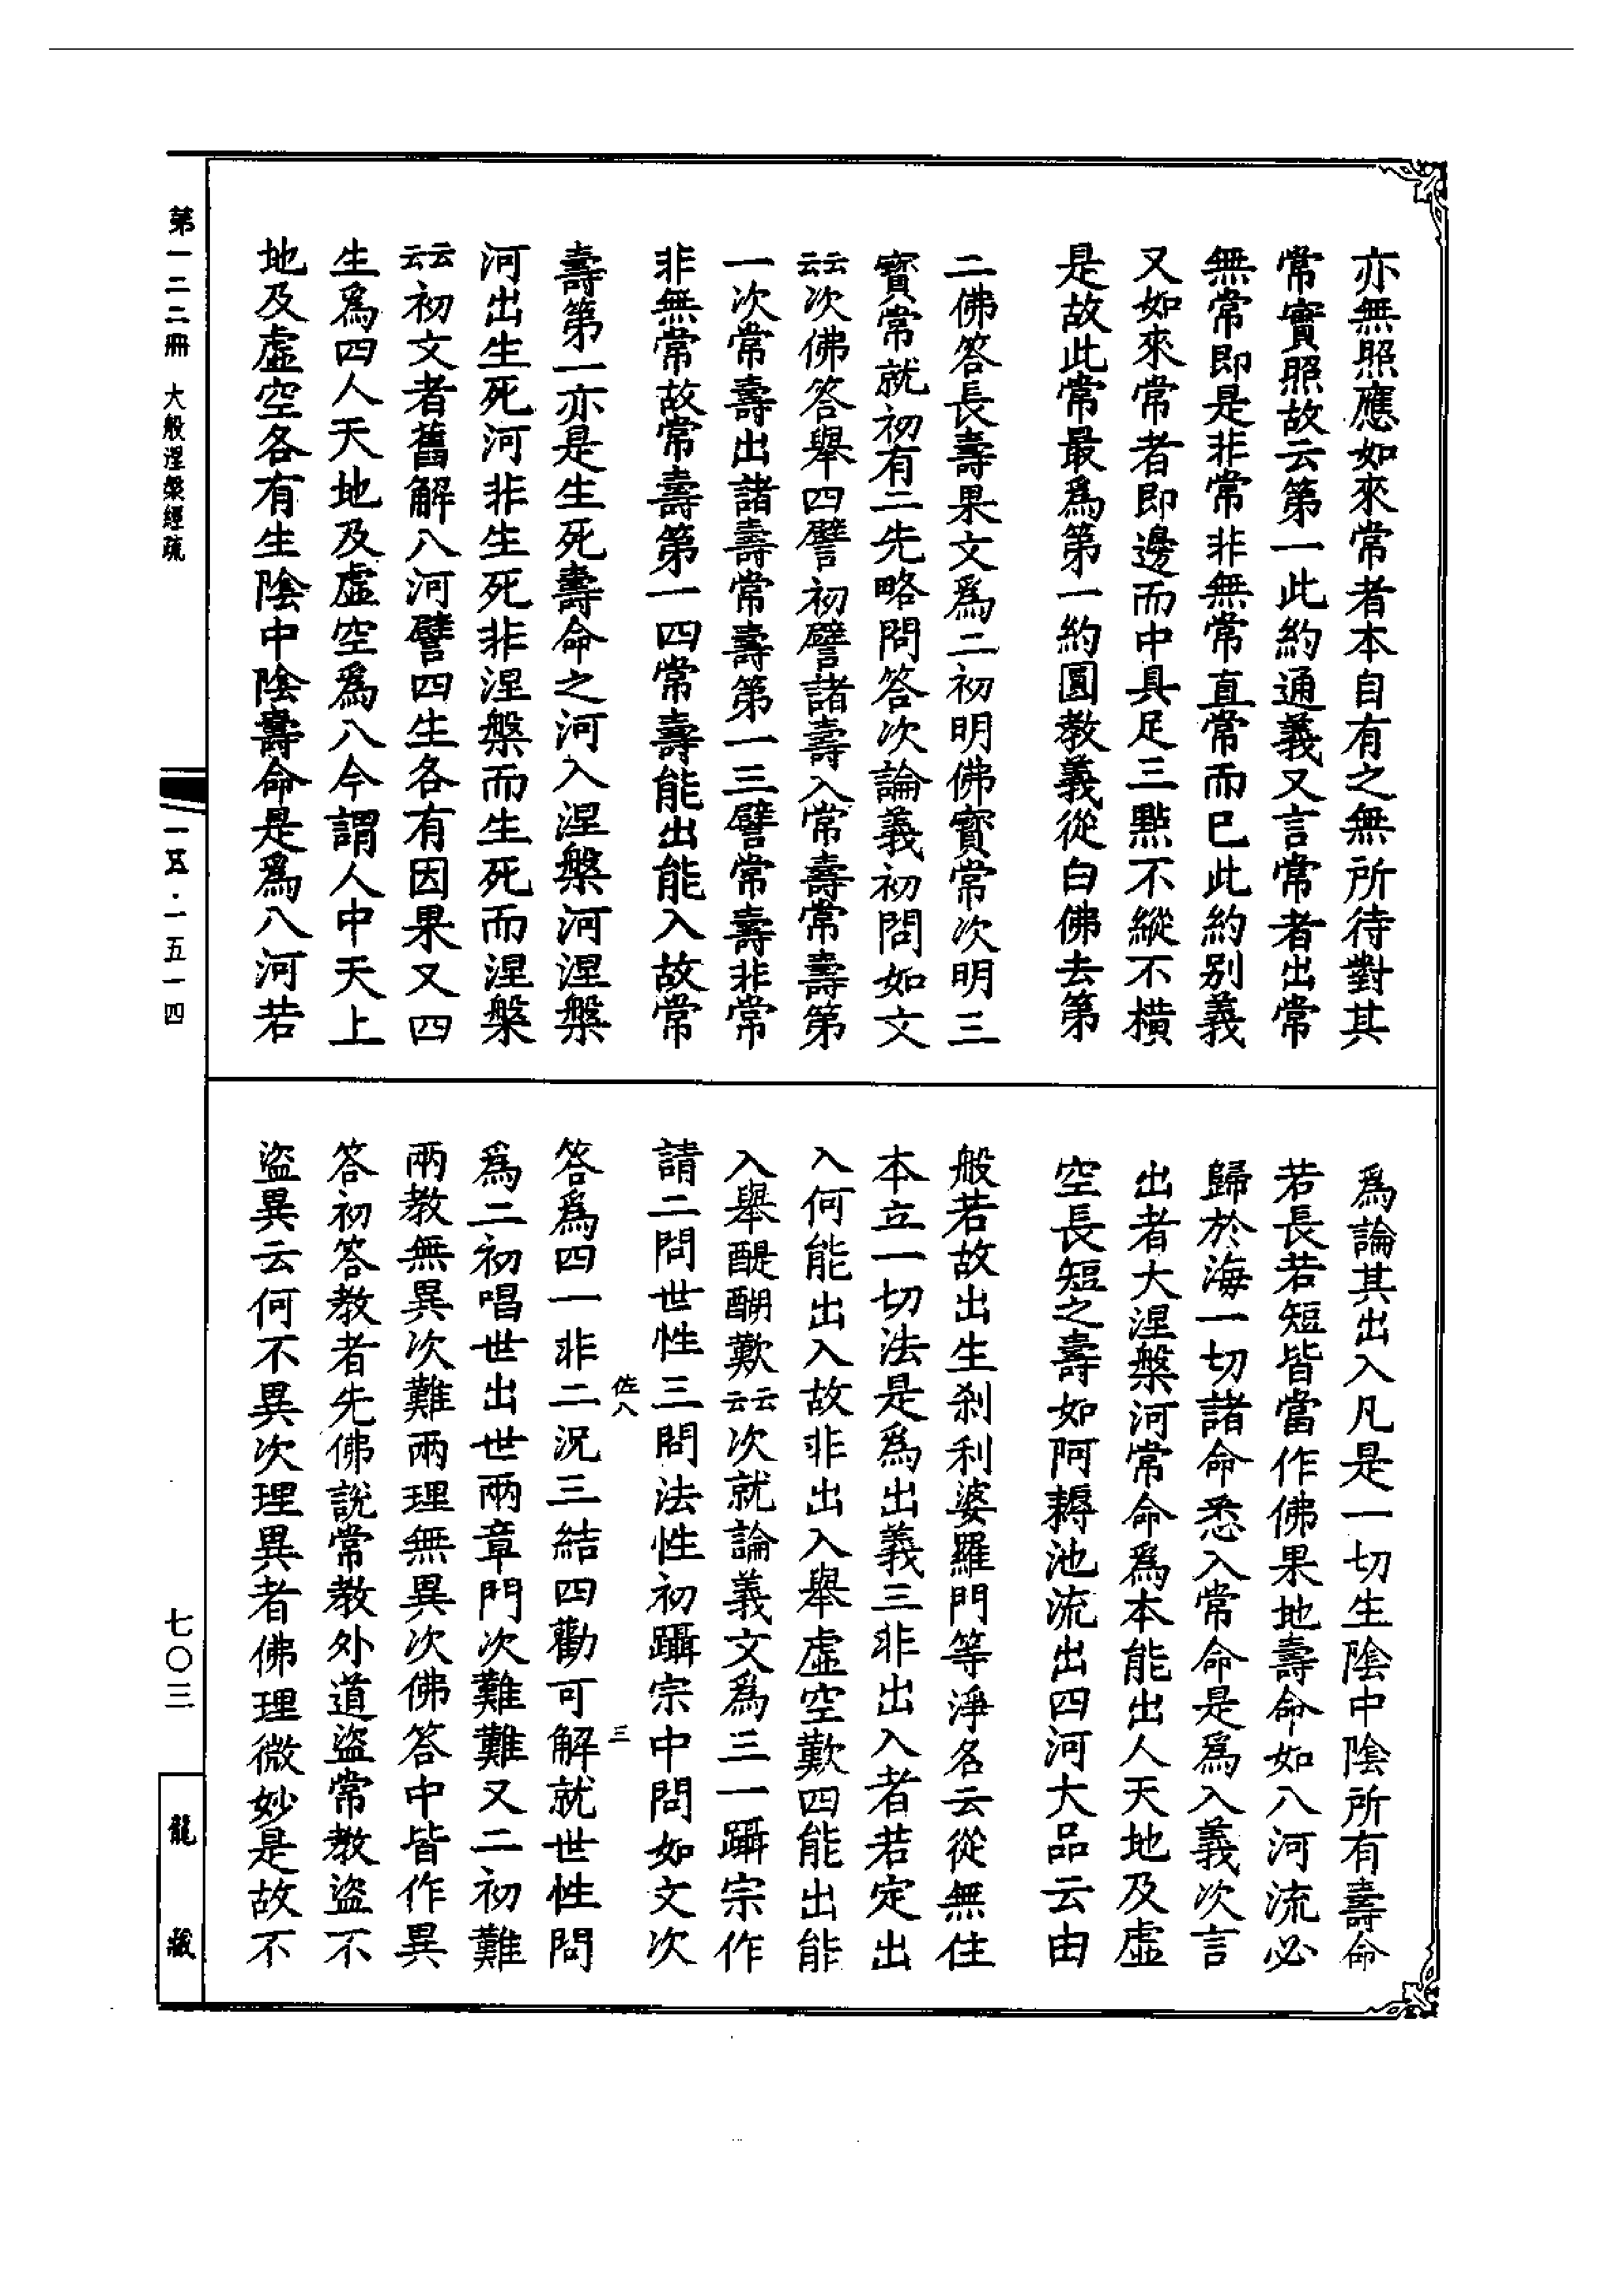 亦無照應如來常者本自有之無所待對其
常實照故云第一此約通義又言常者出常
無常即是非常非無常直常而已此約別義
又如來常者即邊而中具足三點不縱不橫
是故此常最爲第一約圓教義從白佛去第
二佛答長壽果文爲二初明佛寶常次明三
寶常就初有二先略問答次論義初問如文
云云次佛答舉四譬初譬諸壽入常壽常壽第
一次常壽出諸壽常壽第一三譬常壽非常
非無常故常壽第一四常壽能出能入故常
壽第一亦是生死壽命之河入涅槃河涅槃
河出生死河非生死非涅槃而生死而涅槃
云云初文者舊解八河譬四生各有因果又四
生爲四人天地及虛空爲八今謂人中天上
地及虛空各有生陰中陰壽命是爲八河若
爲論其出入凡是一切生陰中陰所有壽命
若長若短皆當作佛果地壽命如八河流必
歸於海一切諸命悉入常命是爲入義次言
出者大涅槃河常命爲本能出人天地及虛
空長短之壽如阿耨池流出四河大品云由
般若故出生剎利婆羅門等淨名云從無住
本立一切法是爲出義三非出入者若定出
入何能出入故非出入舉虛空歎四能出能
入舉醍醐歎云云次就論義文爲三一躡宗作
請二問世性三問法性初躡宗中問如文次
佐八
三
答爲四一非二況三結四勸可解就世性問
爲二初唱世出世兩章門次難難又二初難
兩教無異次難兩理無異次佛答中皆作異
答初答教者先佛說常教外道盜常教盜不
盜異云何不異次理異者佛理微妙是故不
第一二二冊 大般涅槃經疏
一五·一五一四
七〇三
龍藏